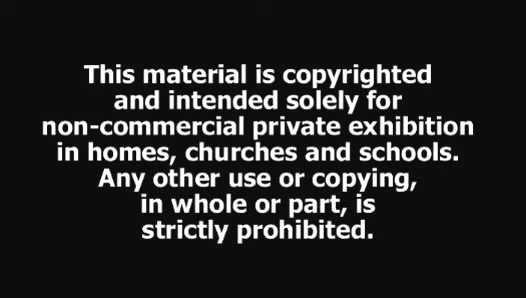 This material is copyrighted
and intended solely for
non-commercial private exhibition
in homes, churches and schools.
Any other use or copying,
in whole or part, is
strictly prohibited.